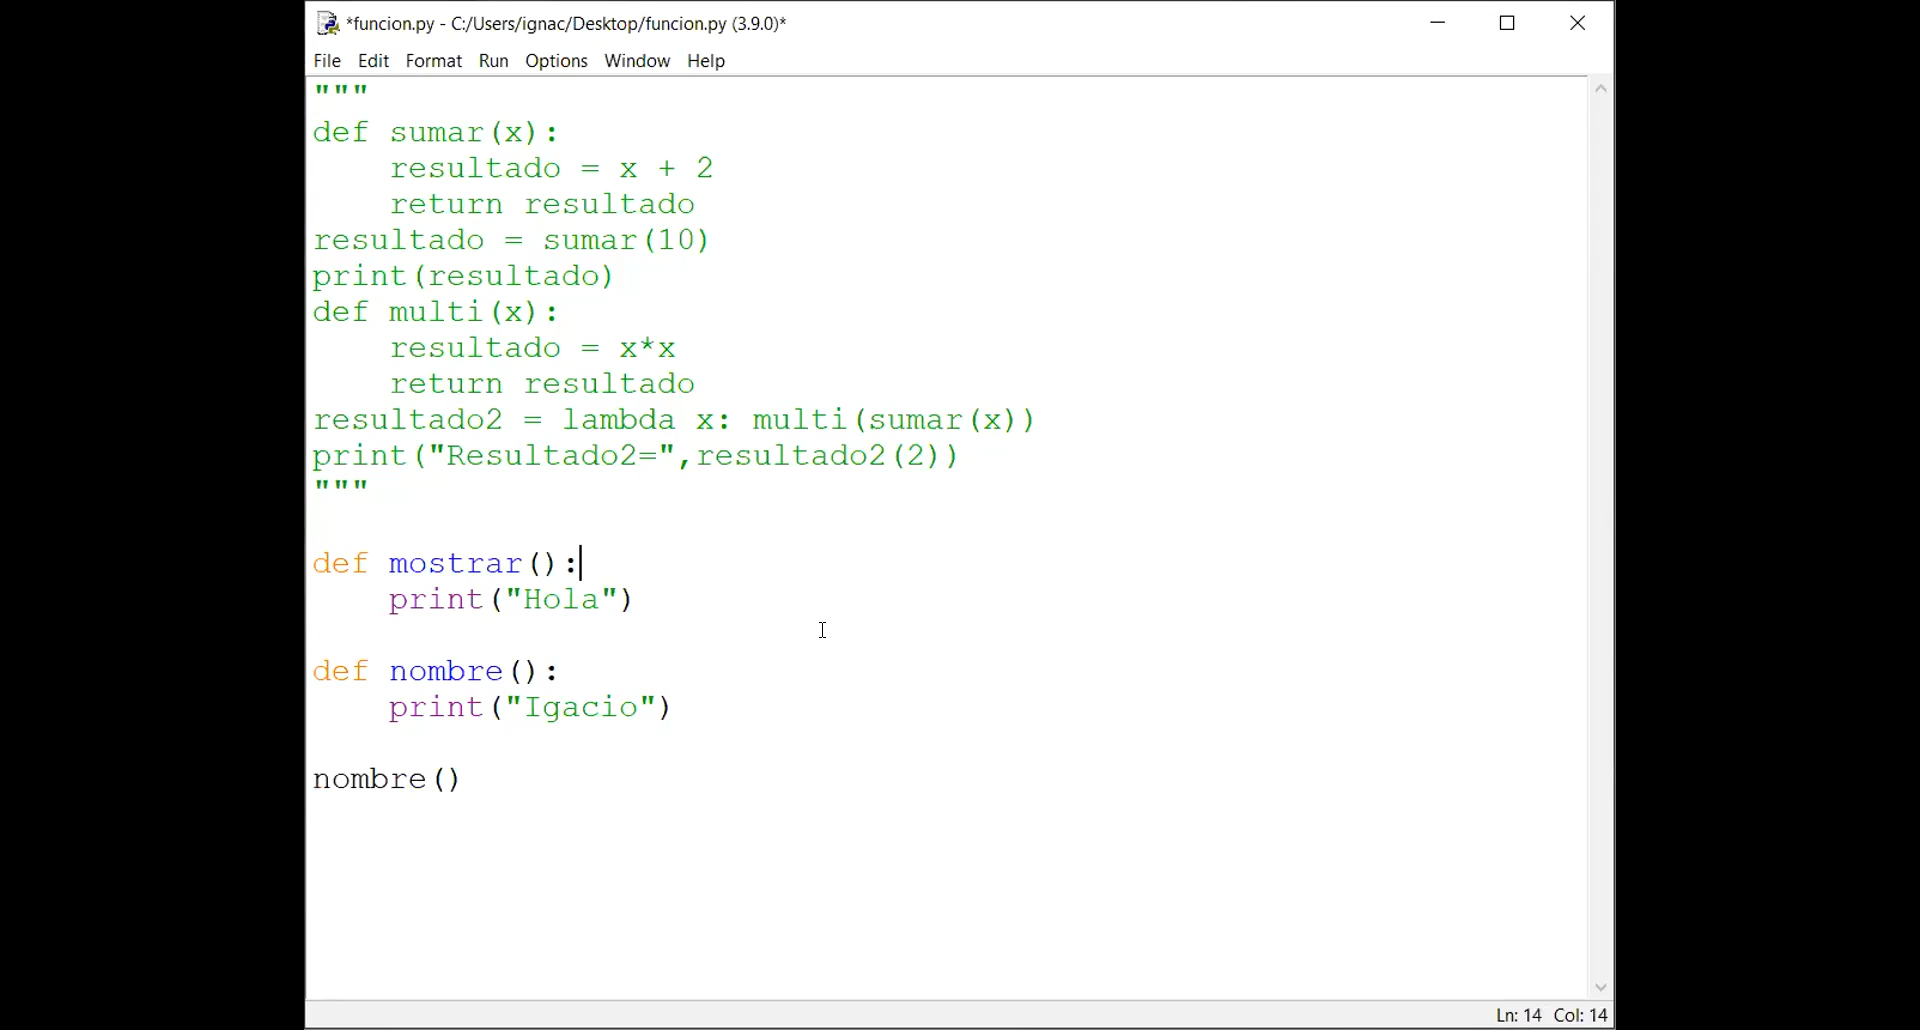 *funcion.py - C:/Users/ignac/Desktop/funcion.py (3.9.0)*
File Edit Format Run Options Window Help
"""
def sumar(x):
    resultado = x + 2
    return resultado
resultado = sumar(10)
print(resultado)
def multi(x):
    resultado = x*x
    return resultado
resultado2 = lambda x: multi(sumar(x))
print("Resultado2=",resultado2(2))
"""
def mostrar():
    print("Hola")
def nombre():
    print("Igacio")
nombre()
Ln: 14 Col: 14